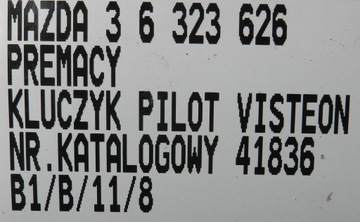 MAZDA 3 6 323 626
PREMACY
KLUCZYK PILOT VISTEON
NR.KATALOGOWY 41836
B1/B/11/8